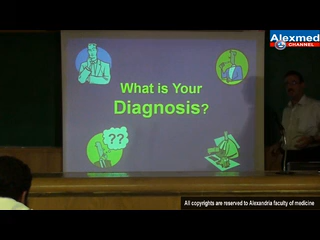 Alexmed
CHANNEL
What is Your
Diagnosis?
??
All copyrights are reserved to Alexandria faculty of medicine